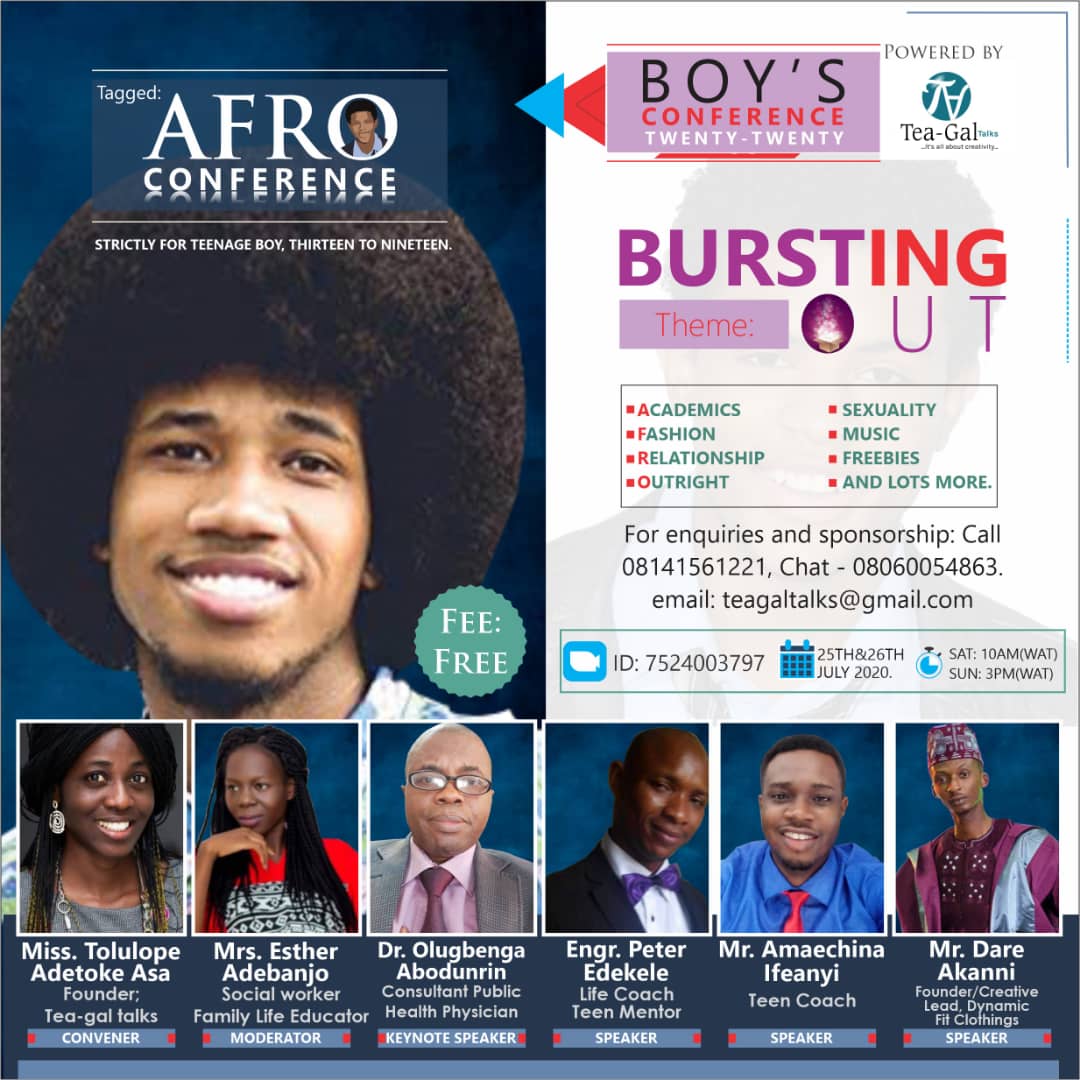 Tagged:
AFRO
CONFERENCE
STRICTLY FOR TEENAGE BOY, THIRTEEN TO NINETEEN.
BOY'S
CONFERENCE
TWENTY-TWENTY
POWERED BY
Tea-Gal Talks
...it's all about creativity...
BURSTING
Theme: OUT
ACADEMICS
FASHION
RELATIONSHIP
OUTRIGHT
SEXUALITY
MUSIC
FREEBIES
AND LOTS MORE.
For enquiries and sponsorship: Call
08141561221, Chat - 08060054863.
email: teagaltalks@gmail.com
FEE:
FREE
ID: 7524003797
25TH&26TH
JULY 2020.
SAT: 10AM(WAT)
SUN: 3PM(WAT)
Miss. Tolulope
Adetoke Asa
Founder;
Tea-gal talks
CONVENER
Mrs. Esther
Adebanjo
Social worker
Family Life Educator
MODERATOR
Dr. Olugbenga
Abodunrin
Consultant Public
Health Physician
KEYNOTE SPEAKER
Engr. Peter
Edekele
Life Coach
Teen Mentor
SPEAKER
Mr. Amaechina
Ifeanyi
Teen Coach
SPEAKER
Mr. Dare
Akanni
Founder/Creative
Lead, Dynamic
Fit Clothings
SPEAKER